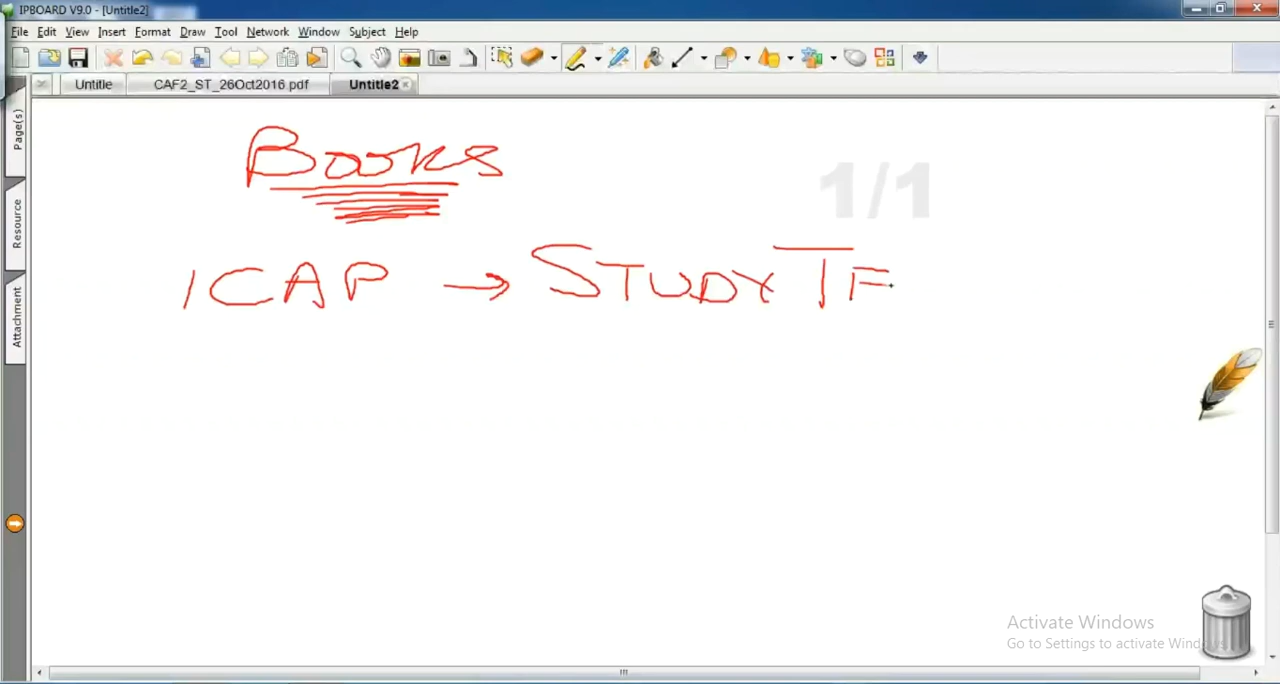 IPBOARD V9.0 - [Untitle2]
File Edit View Insert Format Draw Tool Network Window Subject Help
Untitle CAF2_ST_26Oct2016.pdf Untitle2
Page(s)
Resource
Attachment
1/1
Books
ICAP → STUDY TF
Activate Windows
Go to Settings to activate Windows